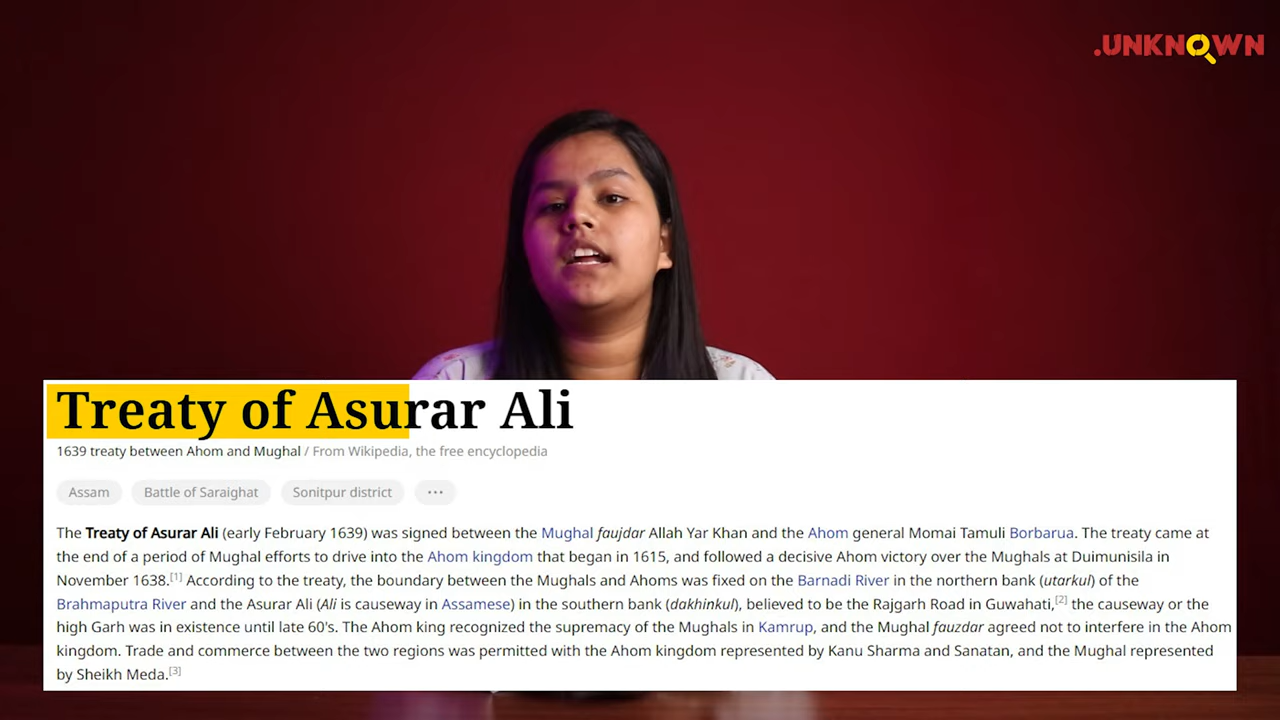 .UNKNOWN
Treaty of Asurar Ali
1639 treaty between Ahom and Mughal / From Wikipedia, the free encyclopedia
Assam Battle of Saraighat Sonitpur district ...
The Treaty of Asurar Ali (early February 1639) was signed between the Mughal faujdar Allah Yar Khan and the Ahom general Momai Tamuli Borbarua. The treaty came at
the end of a period of Mughal efforts to drive into the Ahom kingdom that began in 1615, and followed a decisive Ahom victory over the Mughals at Duimunisila in
November 1638.[1] According to the treaty, the boundary between the Mughals and Ahoms was fixed on the Barnadi River in the northern bank (utarkul) of the
Brahmaputra River and the Asurar Ali (Ali is causeway in Assamese) in the southern bank (dakhinkul), believed to be the Rajgarh Road in Guwahati,[2] the causeway or the
high Garh was in existence until late 60's. The Ahom king recognized the supremacy of the Mughals in Kamrup, and the Mughal fauzdar agreed not to interfere in the Ahom
kingdom. Trade and commerce between the two regions was permitted with the Ahom kingdom represented by Kanu Sharma and Sanatan, and the Mughal represented
by Sheikh Meda.[3]